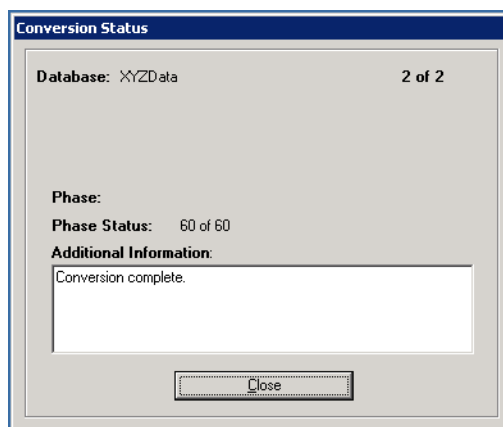 Conversion Status
Database: XYZData 2 of 2
Phase:
Phase Status: 60 of 60
Additional Information:
Conversion complete.
Close